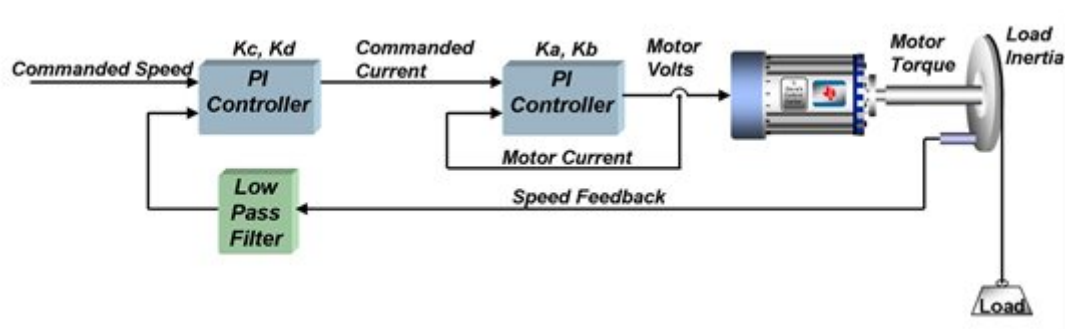 Kc, Kd
Commanded Speed
PI
Controller
Commanded
Current
Ka, Kb
PI
Controller
Motor
Volts
Motor
Torque
Load
Inertia
Motor Current
Speed Feedback
Low
Pass
Filter
Load